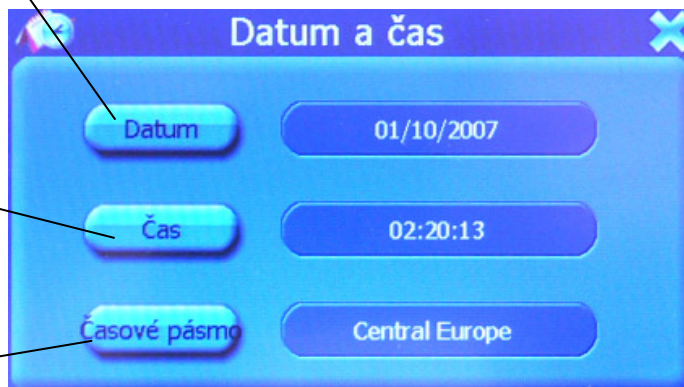 Datum a čas
Datum 01/10/2007
Čas 02:20:13
Časové pásmo Central Europe